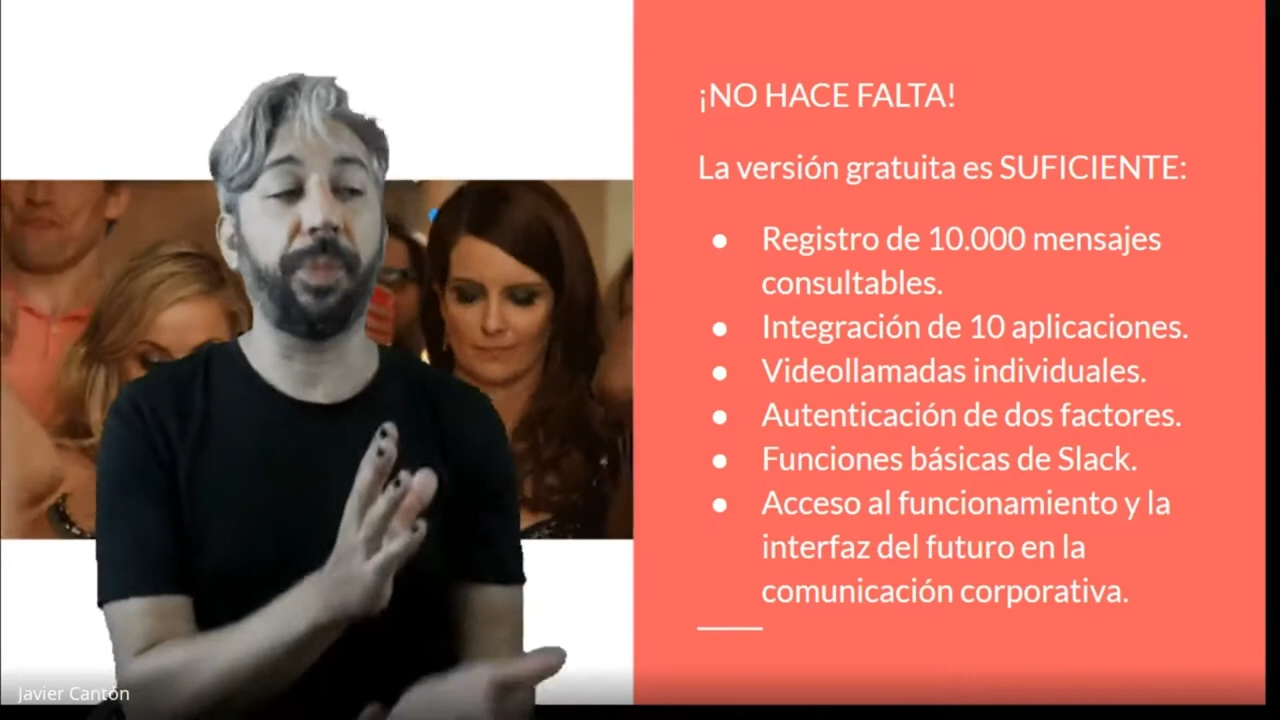 ¡NO HACE FALTA!
La versión gratuita es SUFICIENTE:
● Registro de 10.000 mensajes
consultables.
● Integración de 10 aplicaciones.
● Videollamadas individuales.
● Autenticación de dos factores.
● Funciones básicas de Slack.
● Acceso al funcionamiento y la
interfaz del futuro en la
comunicación corporativa.
Javier Cantón